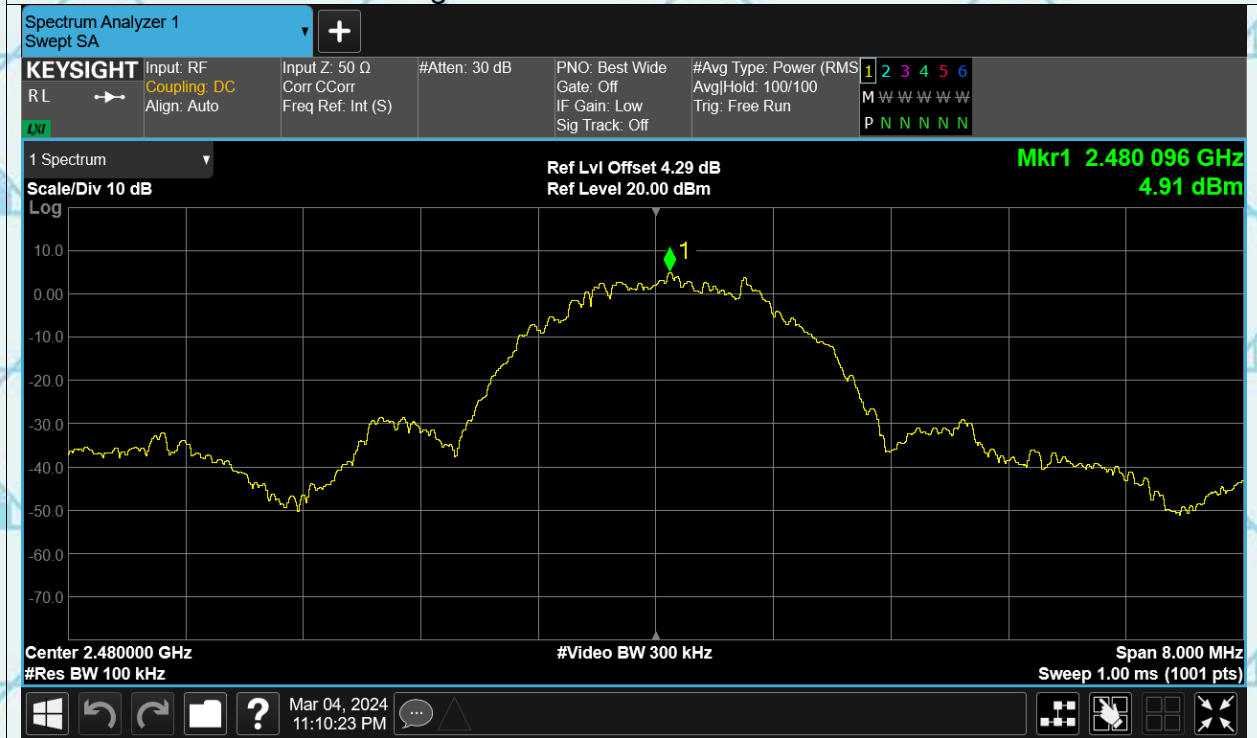 Spectrum Analyzer 1
Swept SA
+
KEYSIGHT
RL
LXI
Input: RF
Coupling: DC
Align: Auto
Input Z: 50 Ω
Corr CCorr
Freq Ref: Int (S)
#Atten: 30 dB
PNO: Best Wide
Gate: Off
IF Gain: Low
Sig Track: Off
#Avg Type: Power (RMS
Avg|Hold: 100/100
Trig: Free Run
1 2 3 4 5 6
M W W W W W
P N N N N N
1 Spectrum
Scale/Div 10 dB
Log
Ref Lvl Offset 4.29 dB
Ref Level 20.00 dBm
Mkr1 2.480 096 GHz
4.91 dBm
1
10.0
0.00
-10.0
-20.0
-30.0
-40.0
-50.0
-60.0
-70.0
Center 2.480000 GHz
#Res BW 100 kHz
#Video BW 300 kHz
Span 8.000 MHz
Sweep 1.00 ms (1001 pts)
?
Mar 04, 2024
11:10:23 PM